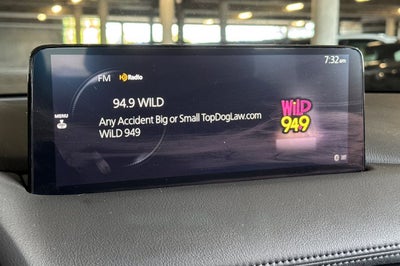 7:32am
FM HD Radio
94.9 WILD
MENU
Any Accident Big or Small TopDogLaw.com
WiLD 949
WiLD
949